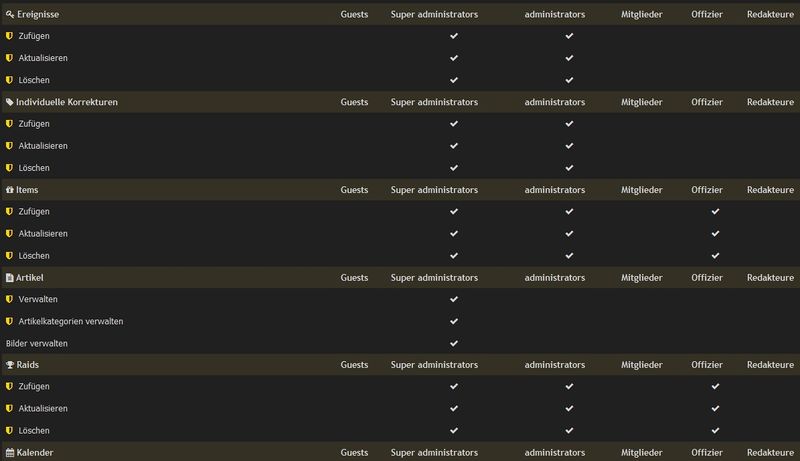 Ereignisse Guests Super administrators administrators Mitglieder Offizier Redakteure
Zufügen
Aktualisieren
Löschen
Individuelle Korrekturen Guests Super administrators administrators Mitglieder Offizier Redakteure
Zufügen
Aktualisieren
Löschen
Items Guests Super administrators administrators Mitglieder Offizier Redakteure
Zufügen
Aktualisieren
Löschen
Artikel Guests Super administrators administrators Mitglieder Offizier Redakteure
Verwalten
Artikelkategorien verwalten
Bilder verwalten
Raids Guests Super administrators administrators Mitglieder Offizier Redakteure
Zufügen
Aktualisieren
Löschen
Kalender Guests Super administrators administrators Mitglieder Offizier Redakteure